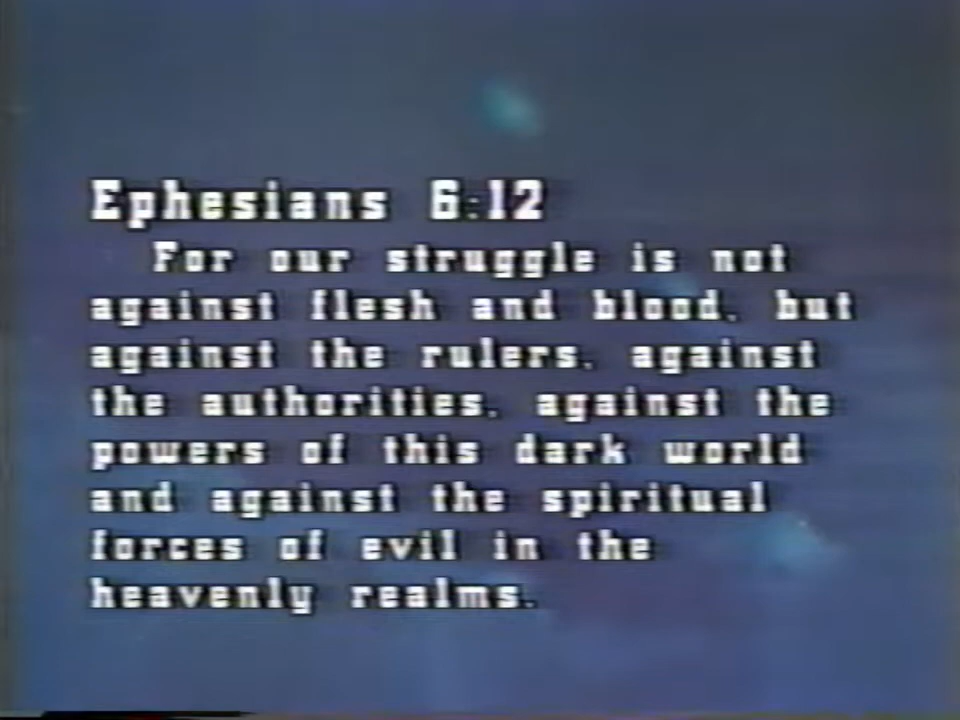 Ephesians 6:12
For our struggle is not
against flesh and blood, but
against the rulers, against
the authorities, against the
powers of this dark world
and against the spiritual
forces of evil in the
heavenly realms.